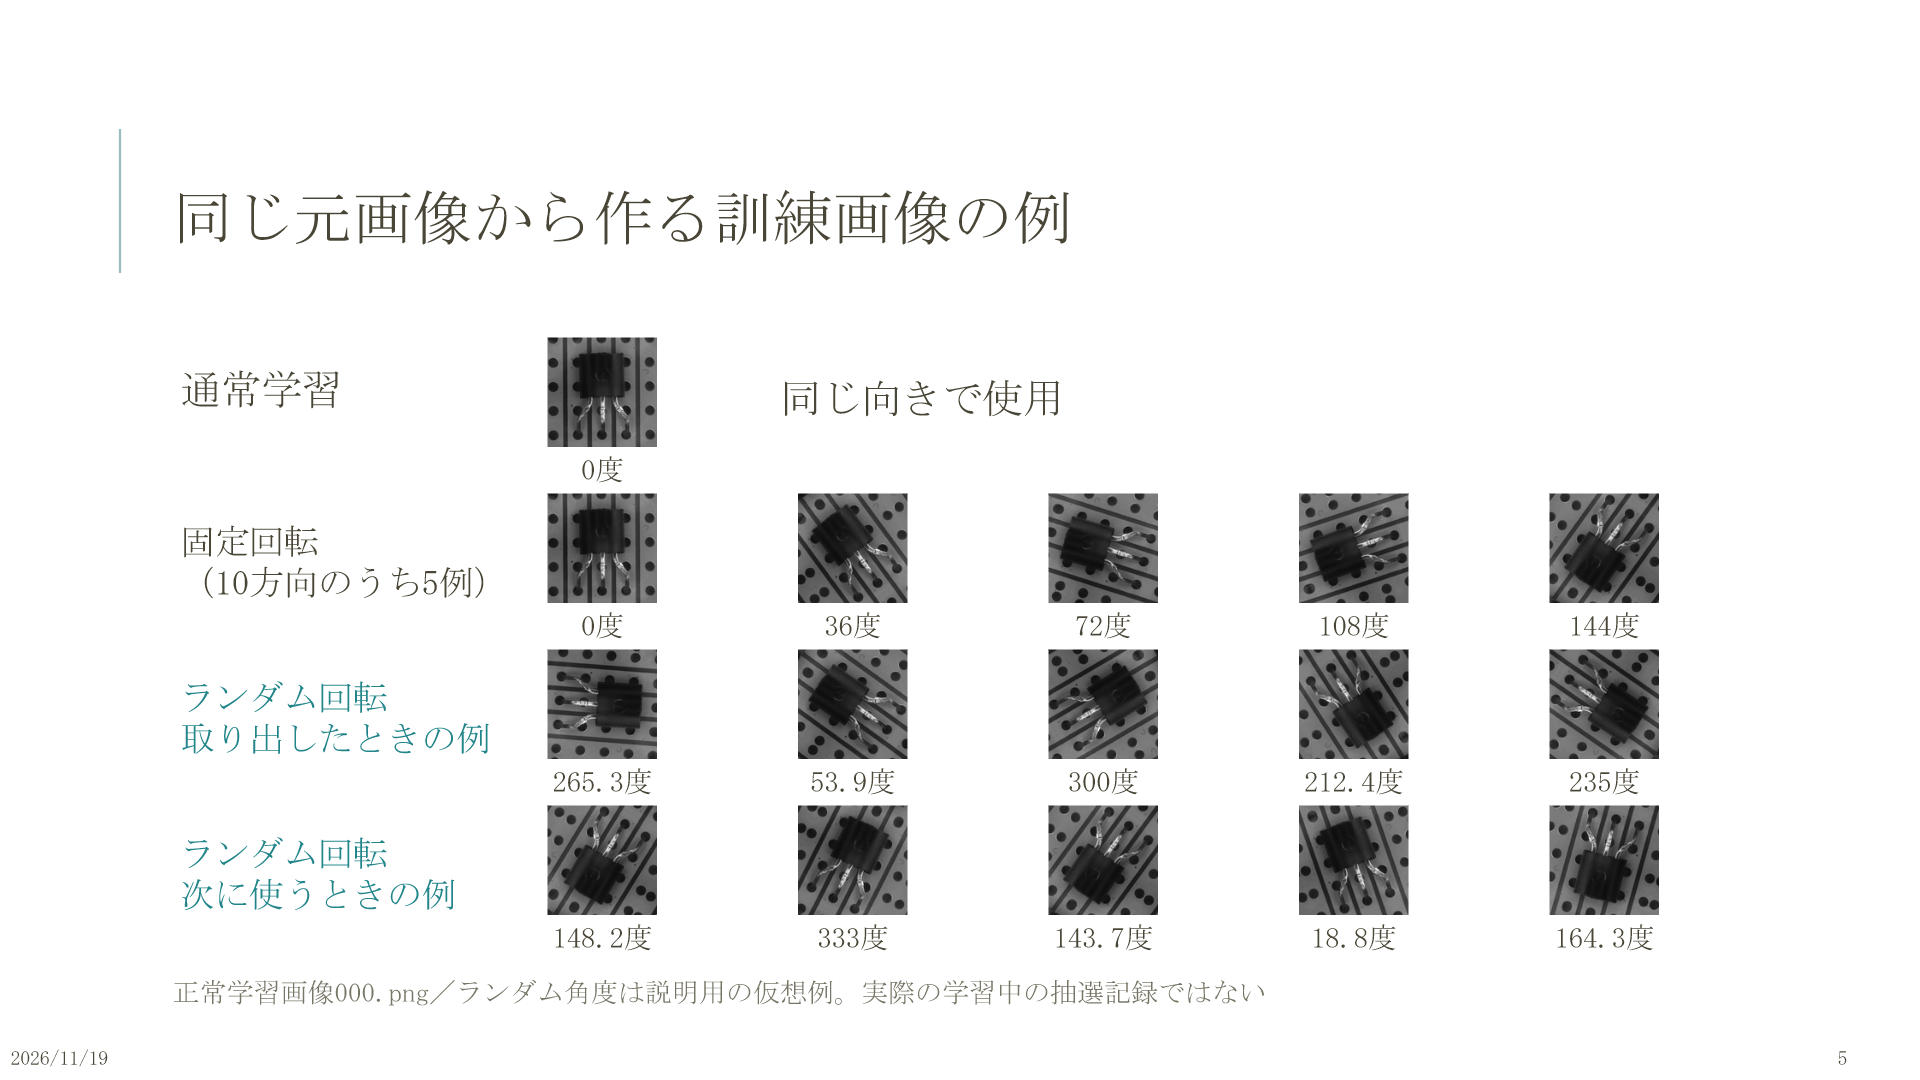 同じ元画像から作る訓練画像の例
通常学習
同じ向きで使用
0度
固定回転
（10方向のうち5例）
0度
36度
72度
108度
144度
ランダム回転
取り出したときの例
265.3度
53.9度
300度
212.4度
235度
ランダム回転
次に使うときの例
148.2度
333度
143.7度
18.8度
164.3度
正常学習画像000.png／ランダム角度は説明用の仮想例。実際の学習中の抽選記録ではない
2026/11/19
5